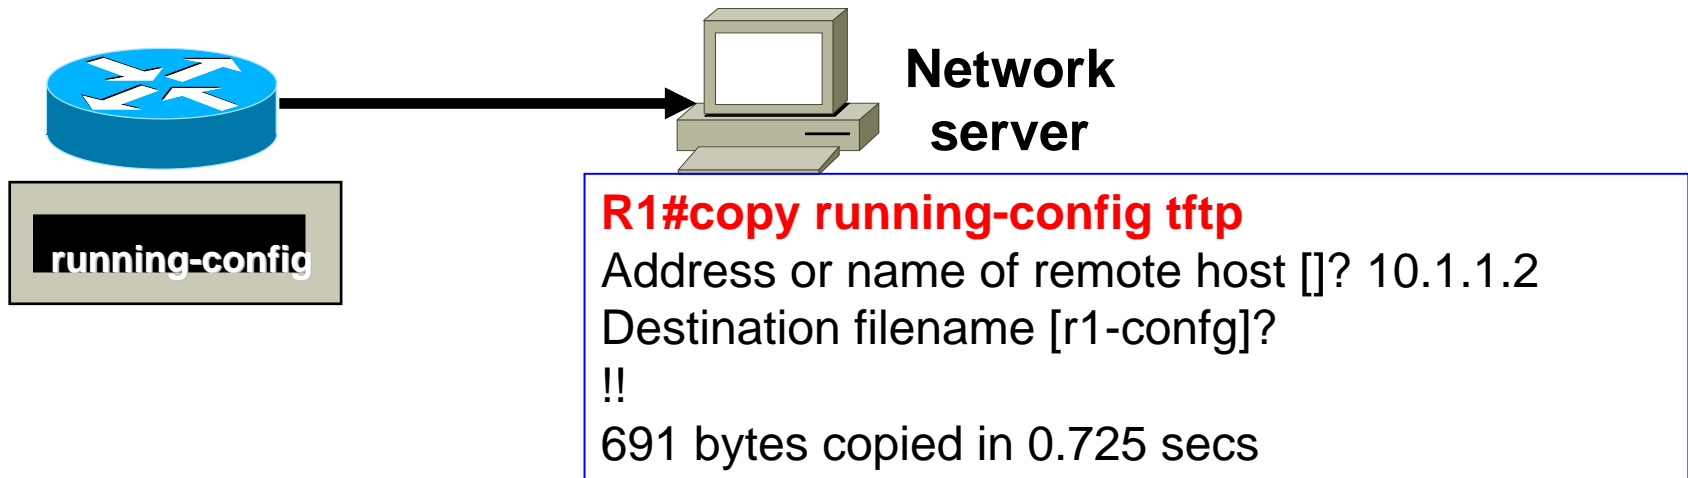 Network
server
running-config
R1#copy running-config tftp
Address or name of remote host []? 10.1.1.2
Destination filename [r1-confg]?
!!
691 bytes copied in 0.725 secs